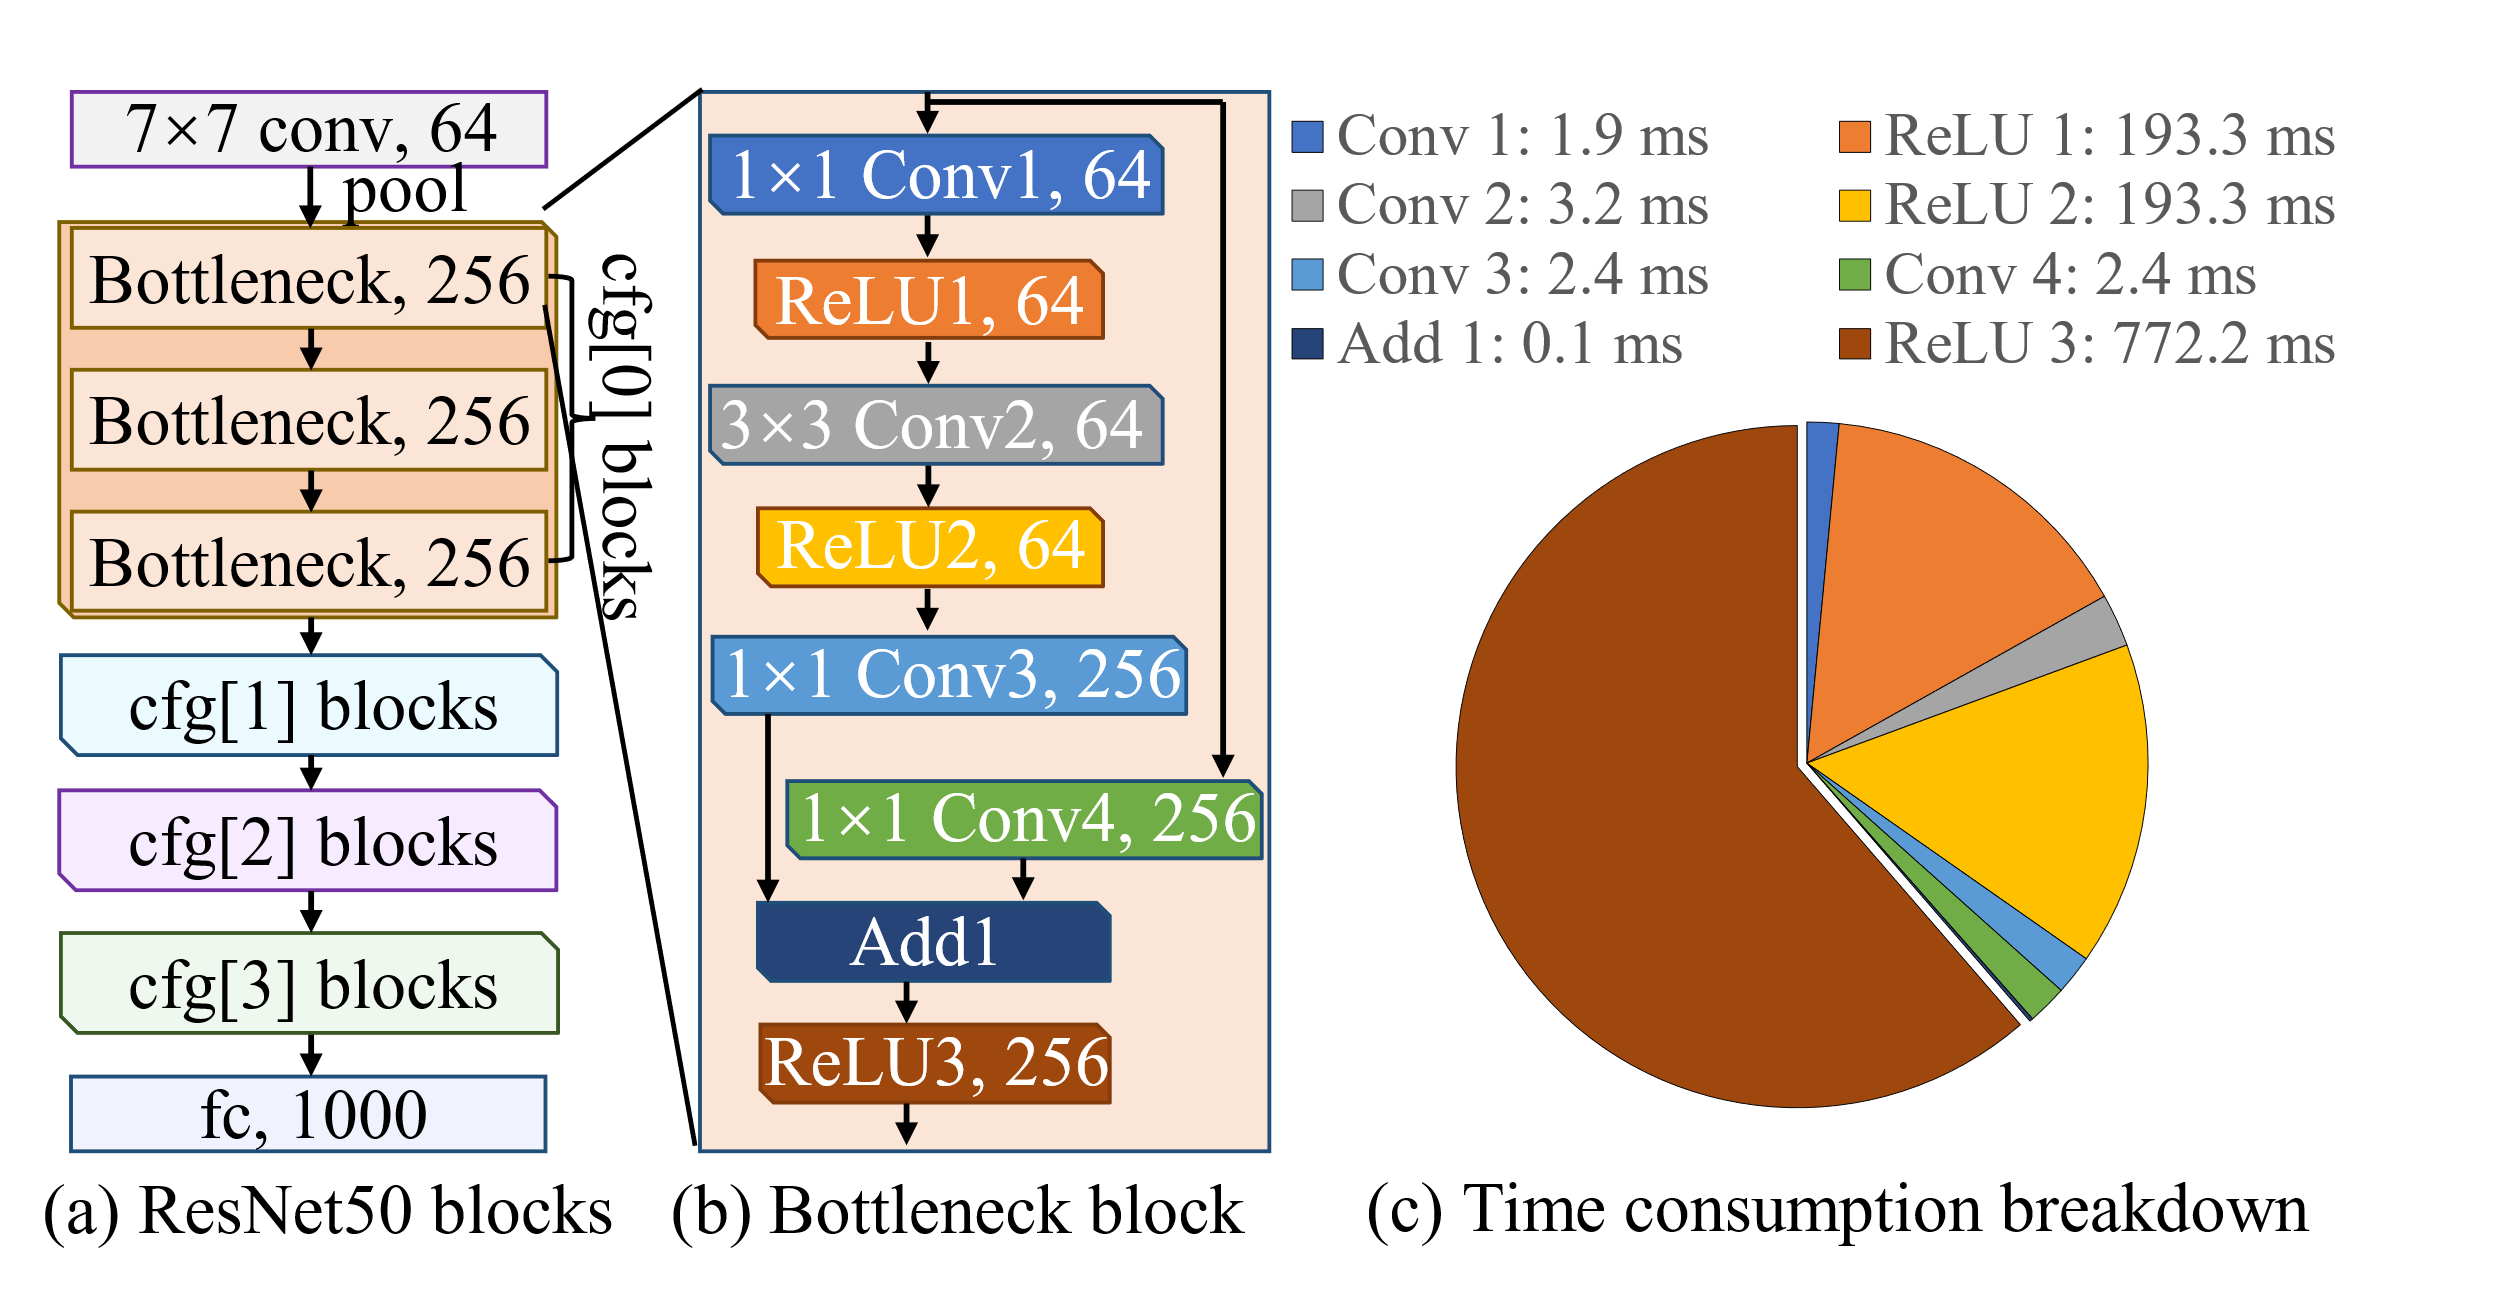 7×7 conv, 64
pool
Bottleneck, 256
Bottleneck, 256
Bottleneck, 256
cfg[0] blocks
cfg[1] blocks
cfg[2] blocks
cfg[3] blocks
fc, 1000
(a) ResNet50 blocks
1×1 Conv1, 64
ReLU1, 64
3×3 Conv2, 64
ReLU2, 64
1×1 Conv3, 256
1×1 Conv4, 256
Add1
ReLU3, 256
(b) Bottleneck block
Conv 1: 1.9 ms
ReLU 1: 193.3 ms
Conv 2: 3.2 ms
ReLU 2: 193.3 ms
Conv 3: 2.4 ms
Conv 4: 2.4 ms
Add 1: 0.1 ms
ReLU 3: 772.2 ms
(c) Time consumption breakdown